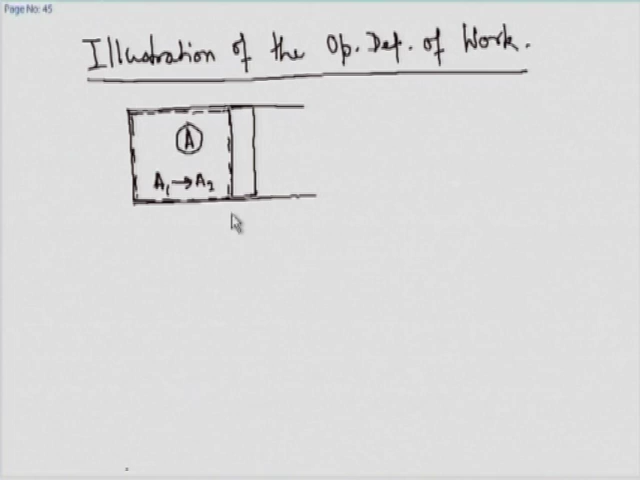 Page No: 45
Illustration of the Op. Def. of Work.
A
A₁→A₂